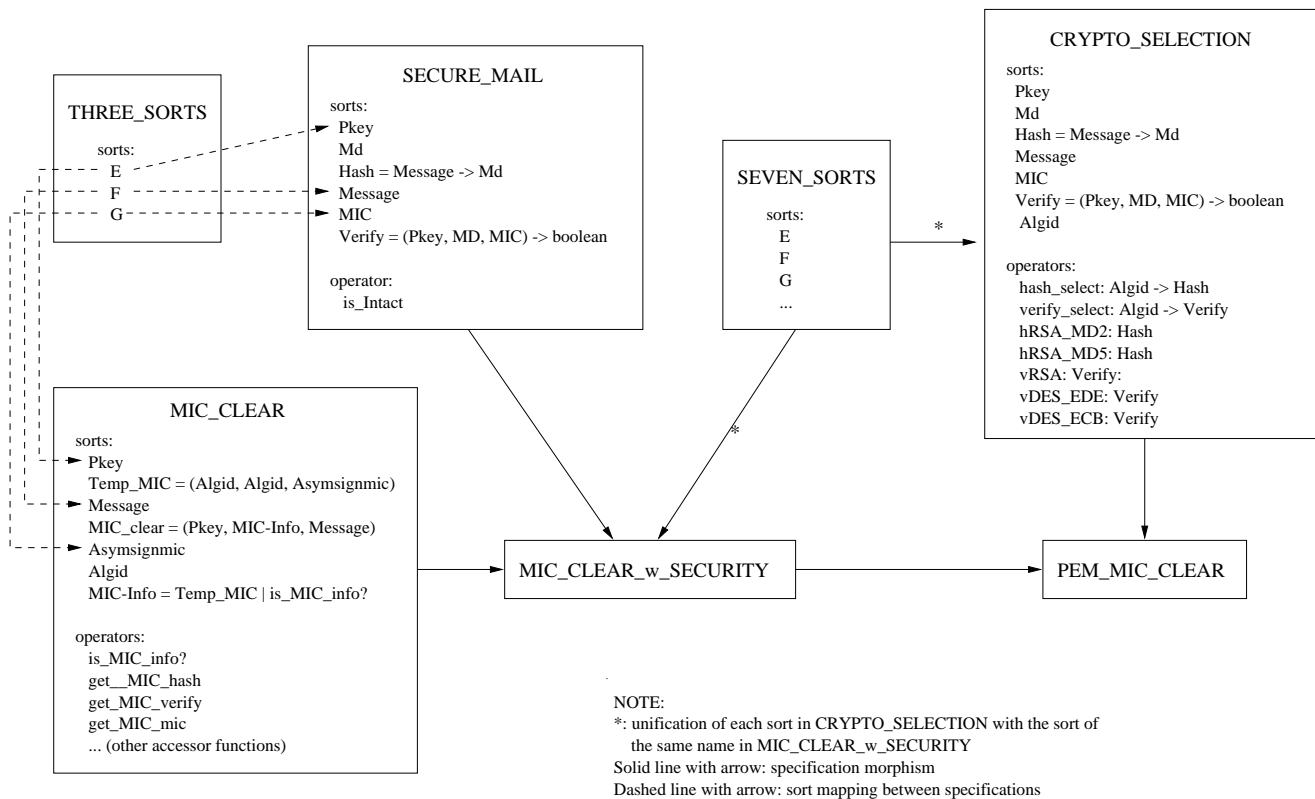 THREE_SORTS
sorts:
E
F
G
SECURE_MAIL
sorts:
Pkey
Md
Hash = Message -> Md
Message
MIC
Verify = (Pkey, MD, MIC) -> boolean
operator:
is_Intact
SEVEN_SORTS
sorts:
E
F
G
...
*
*
CRYPTO_SELECTION
sorts:
Pkey
Md
Hash = Message -> Md
Message
MIC
Verify = (Pkey, MD, MIC) -> boolean
Algid
operators:
hash_select: Algid -> Hash
verify_select: Algid -> Verify
hRSA_MD2: Hash
hRSA_MD5: Hash
vRSA: Verify:
vDES_EDE: Verify
vDES_ECB: Verify
MIC_CLEAR
sorts:
Pkey
Temp_MIC = (Algid, Algid, Asymsignmic)
Message
MIC_clear = (Pkey, MIC-Info, Message)
Asymsignmic
Algid
MIC-Info = Temp_MIC | is_MIC_info?
operators:
is_MIC_info?
get__MIC_hash
get_MIC_verify
get_MIC_mic
... (other accessor functions)
MIC_CLEAR_w_SECURITY
PEM_MIC_CLEAR
NOTE:
*: unification of each sort in CRYPTO_SELECTION with the sort of
the same name in MIC_CLEAR_w_SECURITY
Solid line with arrow: specification morphism
Dashed line with arrow: sort mapping between specifications